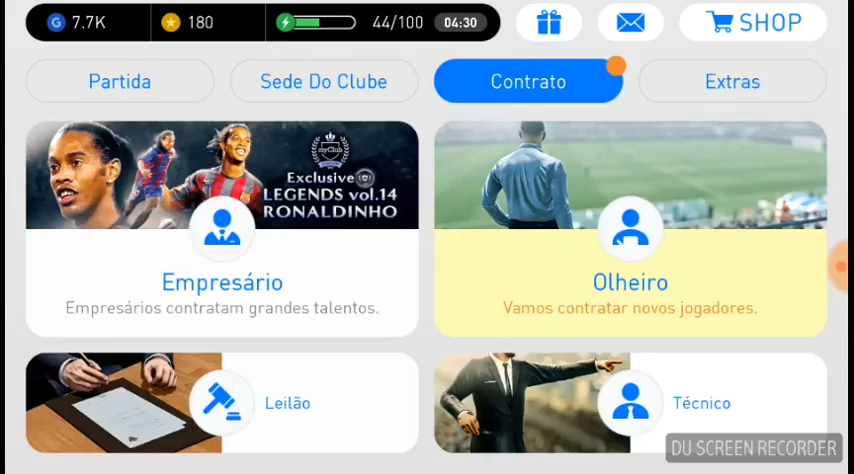 7.7K
180
44/100
04:30
SHOP
Partida
Sede Do Clube
Contrato
Extras
myClub
Exclusive
LEGENDS vol.14
RONALDINHO
Empresário
Empresários contratam grandes talentos.
Olheiro
Vamos contratar novos jogadores.
Leilão
Técnico
DU SCREEN RECORDER